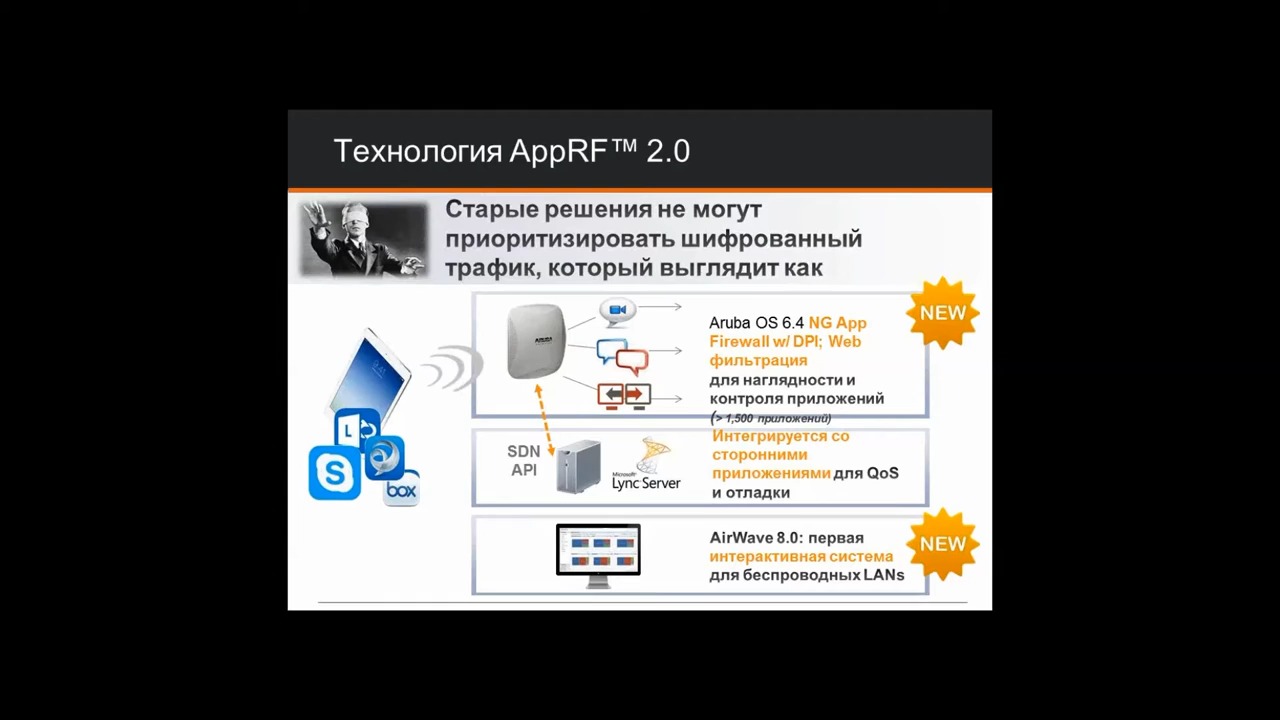 Технология AppRF™ 2.0
Старые решения не могут
приоритизировать шифрованный
трафик, который выглядит как
NEW
ARUBA
Aruba OS 6.4 NG App
Firewall w/ DPI; Web
фильтрация
для наглядности и
контроля приложений
(> 1,500 приложений)
SDN
API
Microsoft
Lync Server
Интегрируется со
сторонними
приложениями для QoS
и отладки
L
S
box
AirWave 8.0: первая
интерактивная система
для беспроводных LANs
NEW